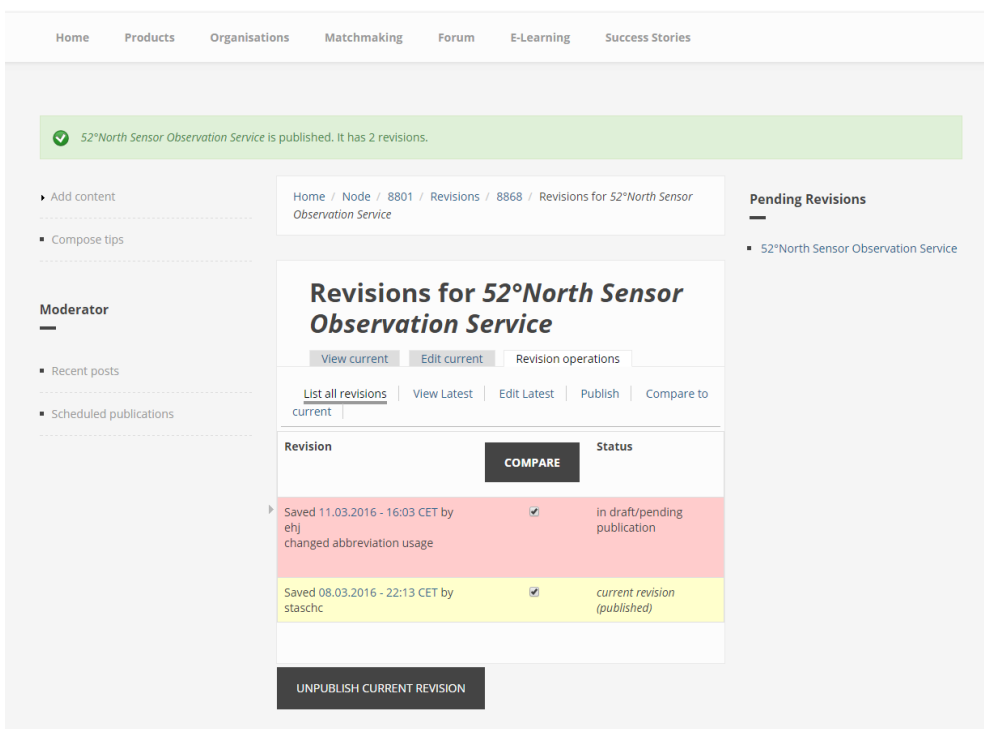 Home Products Organisations Matchmaking Forum E-Learning Success Stories
52°North Sensor Observation Service is published. It has 2 revisions.
Add content
Compose tips
Moderator
Recent posts
Scheduled publications
Home / Node / 8801 / Revisions / 8868 / Revisions for 52°North Sensor
Observation Service
Revisions for 52°North Sensor
Observation Service
View current Edit current Revision operations
List all revisions View Latest Edit Latest Publish Compare to
current
Revision COMPARE Status
Saved 11.03.2016 - 16:03 CET by in draft/pending
ehj publication
changed abbreviation usage
Saved 08.03.2016 - 22:13 CET by current revision
staschc (published)
UNPUBLISH CURRENT REVISION
Pending Revisions
52°North Sensor Observation Service